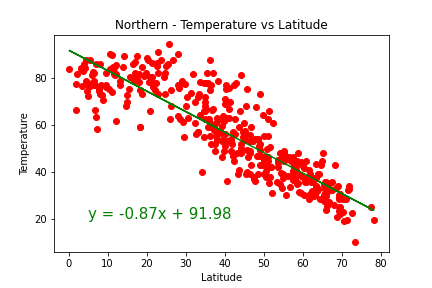 Northern - Temperature vs Latitude
Temperature
80
60
40
20
y = -0.87x + 91.98
0 10 20 30 40 50 60 70 80
Latitude